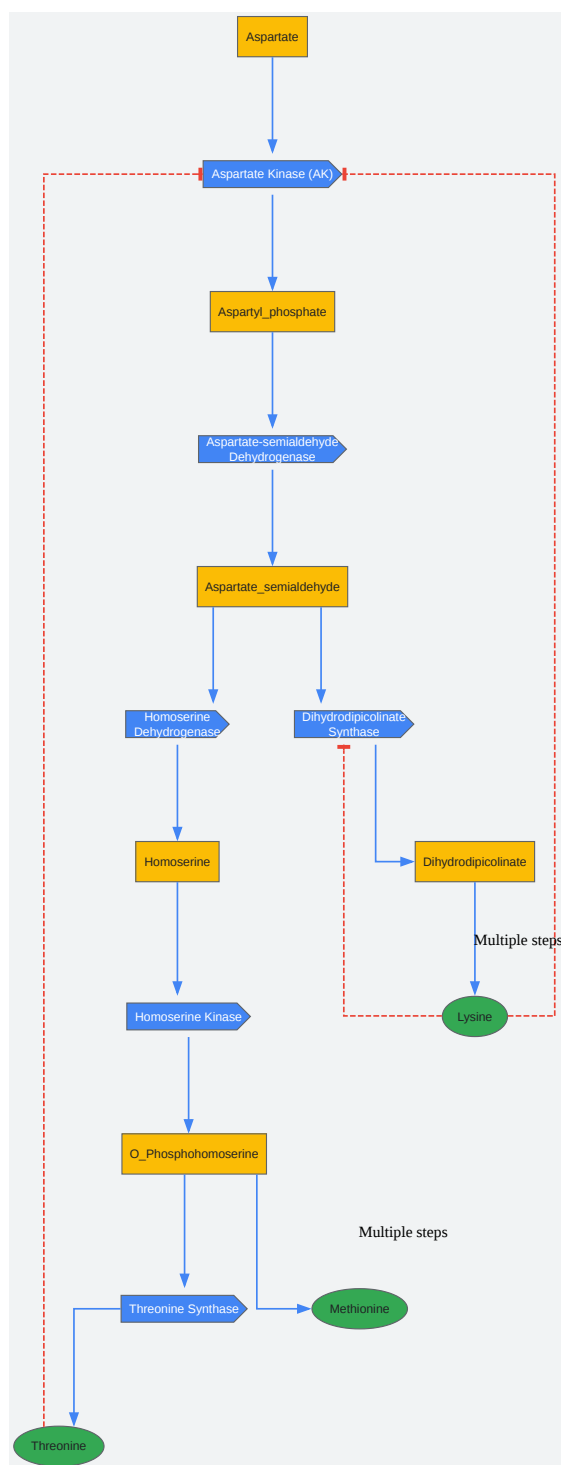 Aspartate
Aspartate Kinase (AK)
Aspartyl_phosphate
Aspartate-semialdehyde
Dehydrogenase
Aspartate_semialdehyde
Homoserine
Dehydrogenase
Dihydrodipicolinate
Synthase
Homoserine
Dihydrodipicolinate
Multiple steps
Homoserine Kinase
Lysine
O_Phosphohomoserine
Multiple steps
Threonine Synthase
Methionine
Threonine